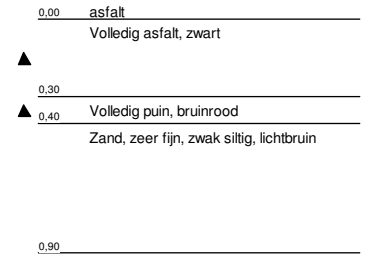 0,00 asfalt
Volledig asfalt, zwart
0,30
Volledig puin, bruinrood
0,40
Zand, zeer fijn, zwak siltig, lichtbruin
0,90